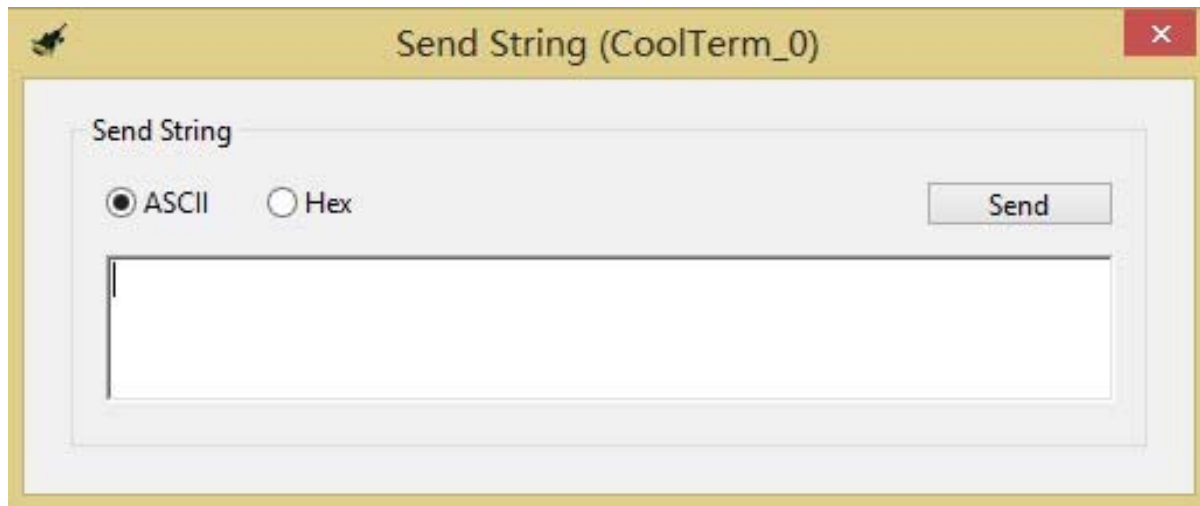 Send String (CoolTerm_0)
Send String
ASCII Hex Send